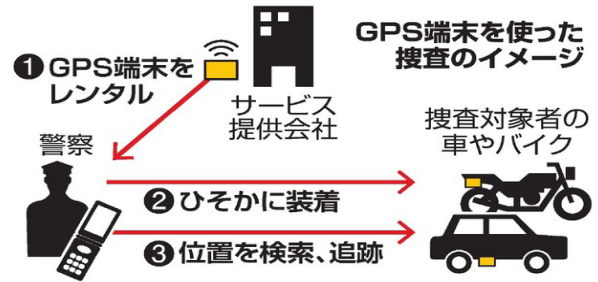 GPS端末を使った
捜査のイメージ
❶GPS端末を
レンタル
サービス
提供会社
警察
捜査対象者の
車やバイク
❷ひそかに装着
❸位置を検索、追跡